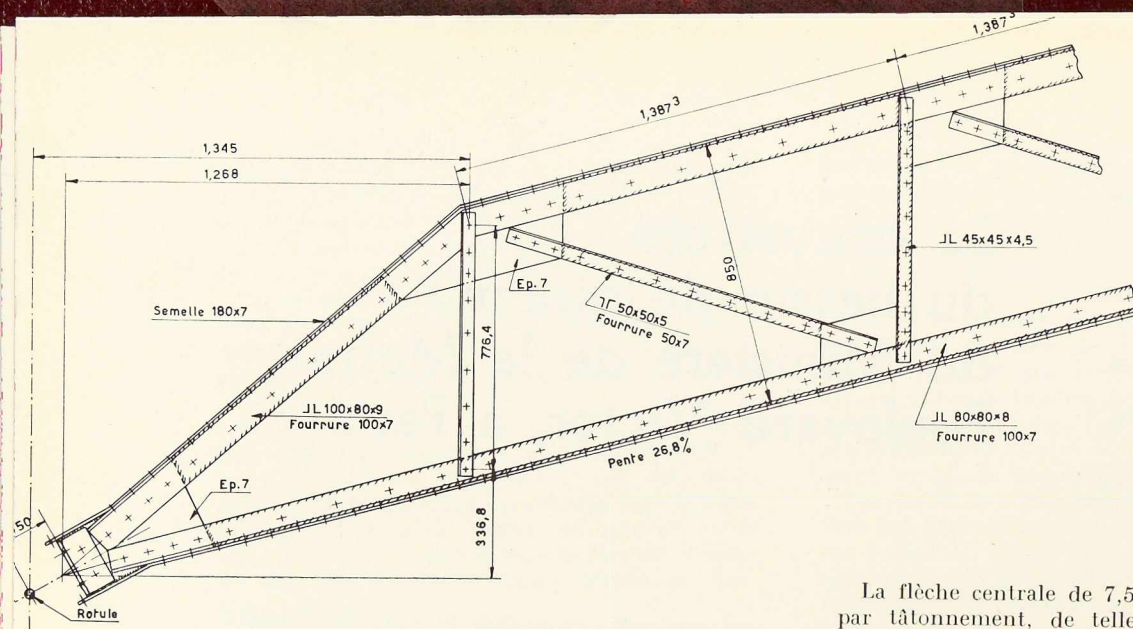 1,387³
1,387³
1,345
1,268
JL 45x45x4,5
850
Ep.7
Semelle 180x7
⅂Γ 50x50x5
Fourrure 50x7
776,4
JL 100x80x9
Fourrure 100x7
JL 80x80x8
Fourrure 100x7
Pente 26,8%
Ep.7
336,8
50
Rotule
La flèche centrale de 7,5
par tâtonnement, de telle